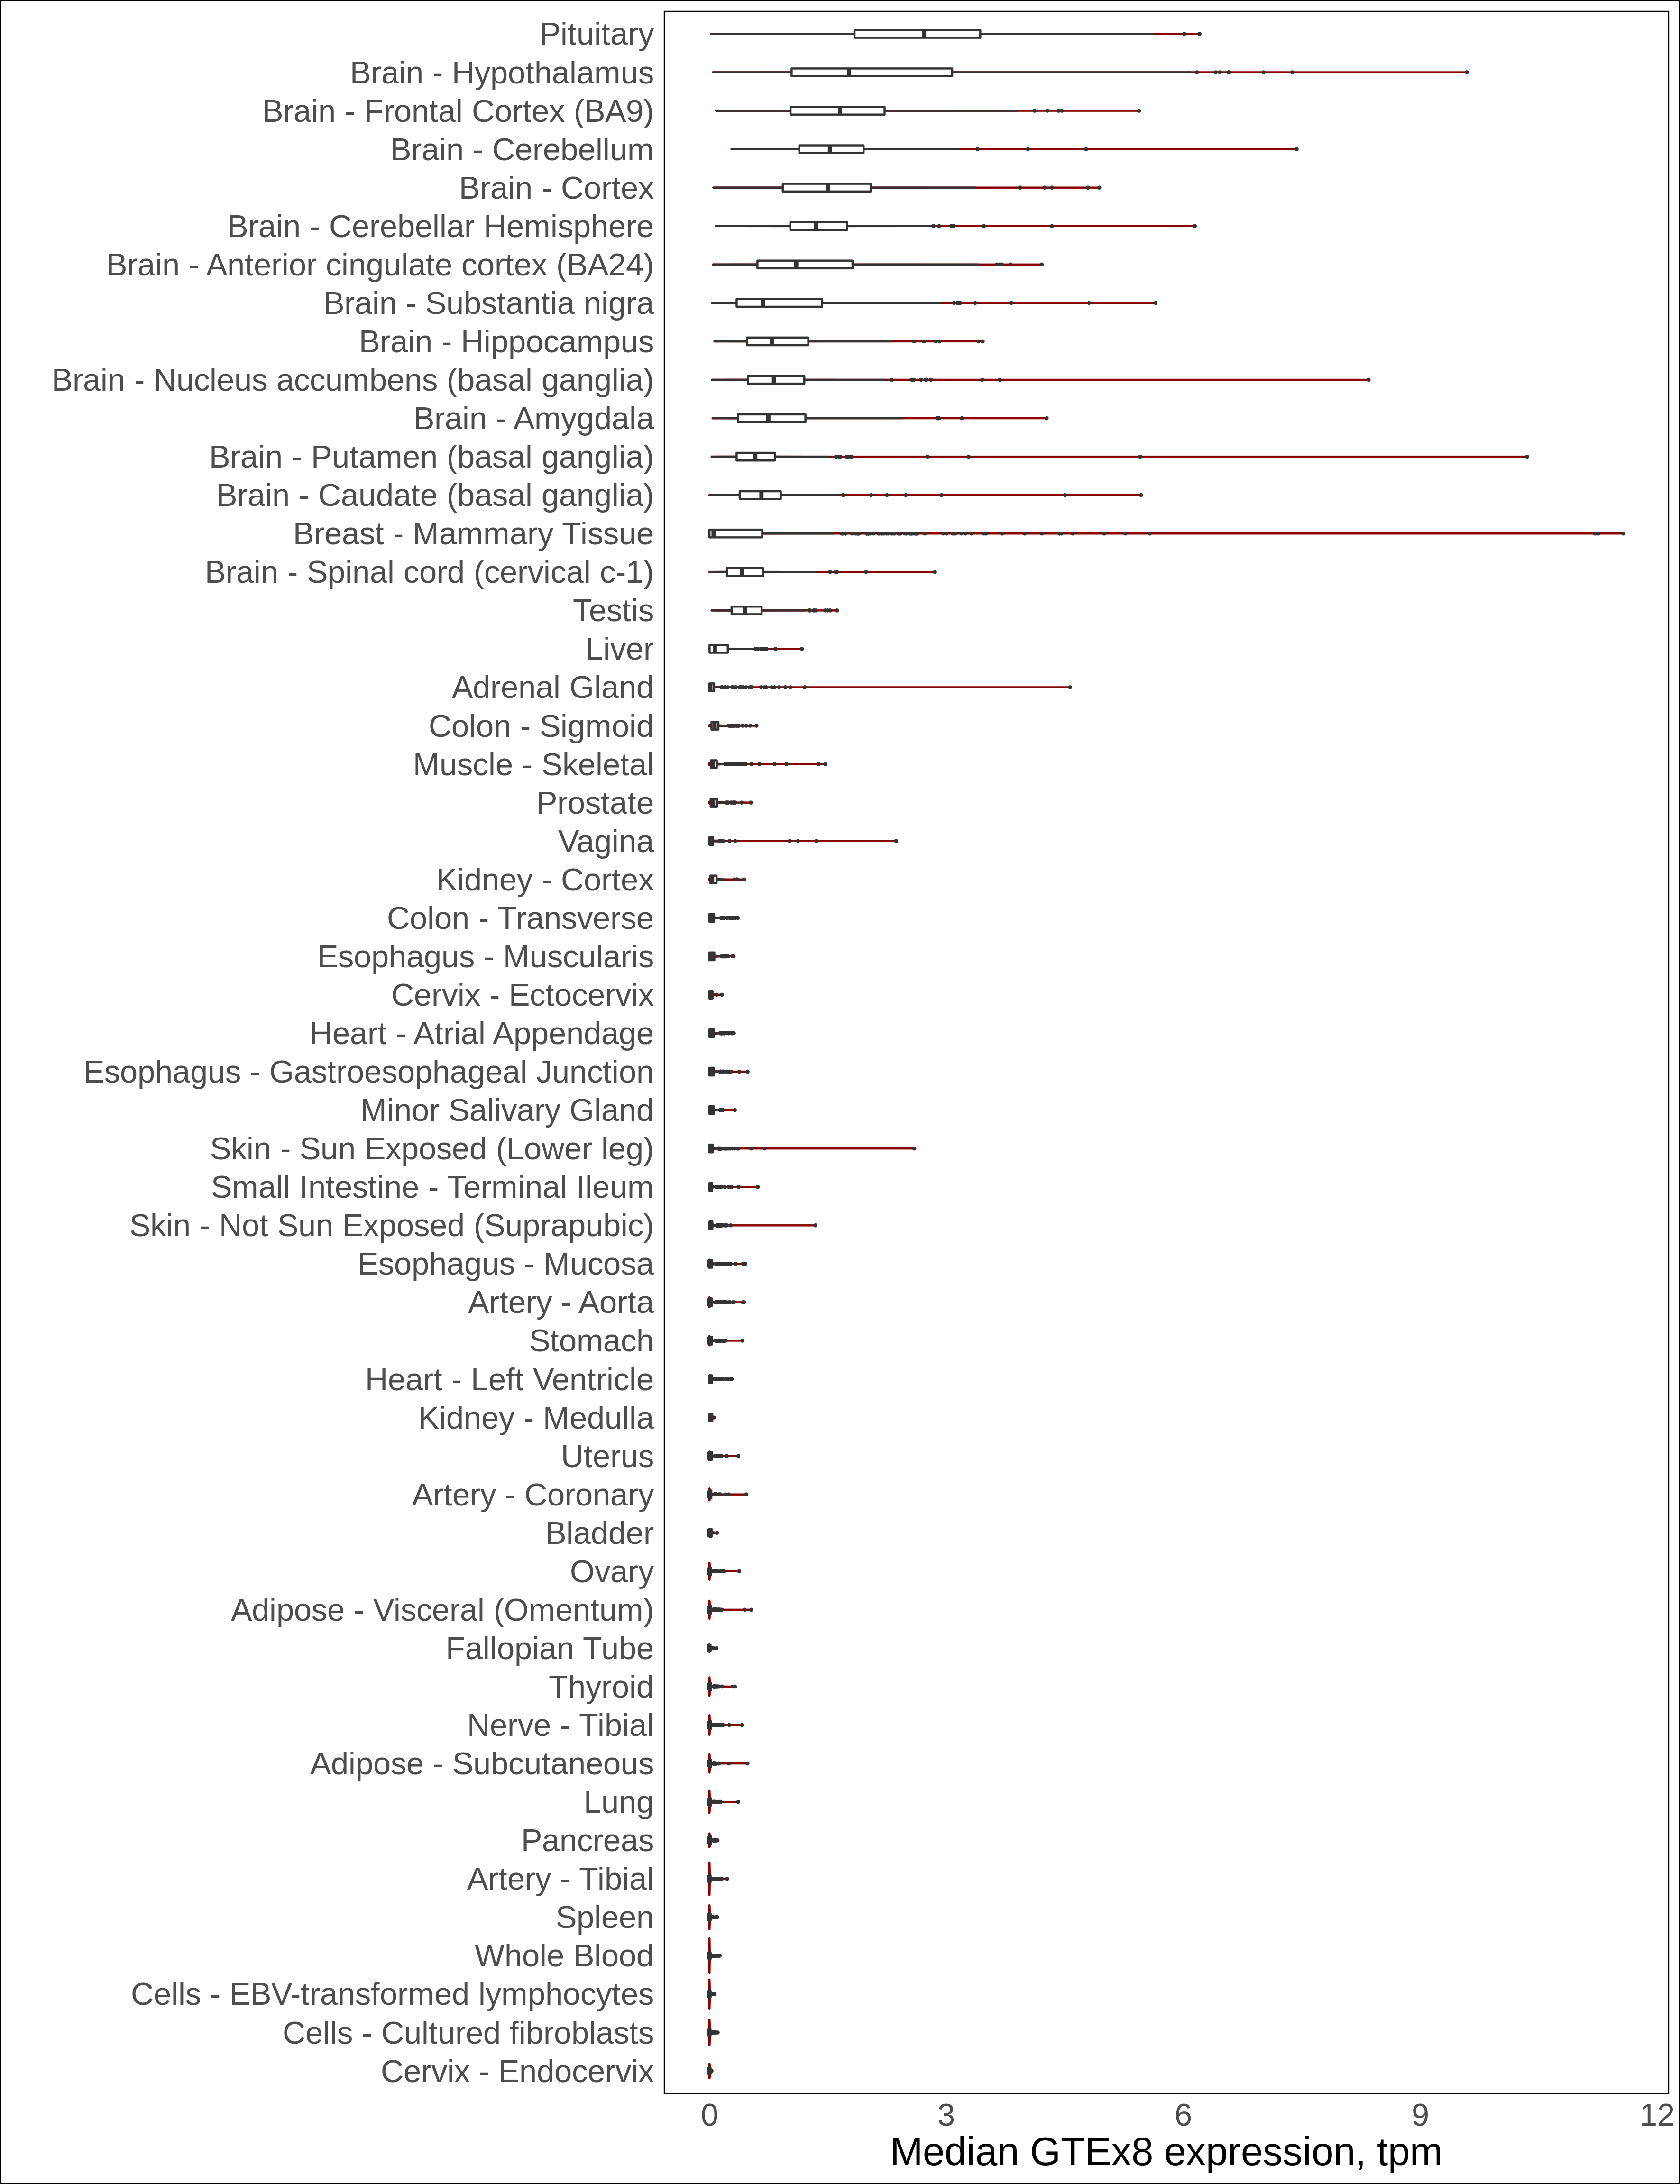 Pituitary
Brain - Hypothalamus
Brain - Frontal Cortex (BA9)
Brain - Cerebellum
Brain - Cortex
Brain - Cerebellar Hemisphere
Brain - Anterior cingulate cortex (BA24)
Brain - Substantia nigra
Brain - Hippocampus
Brain - Nucleus accumbens (basal ganglia)
Brain - Amygdala
Brain - Putamen (basal ganglia)
Brain - Caudate (basal ganglia)
Breast - Mammary Tissue
Brain - Spinal cord (cervical c-1)
Testis
Liver
Adrenal Gland
Colon - Sigmoid
Muscle - Skeletal
Prostate
Vagina
Kidney - Cortex
Colon - Transverse
Esophagus - Muscularis
Cervix - Ectocervix
Heart - Atrial Appendage
Esophagus - Gastroesophageal Junction
Minor Salivary Gland
Skin - Sun Exposed (Lower leg)
Small Intestine - Terminal Ileum
Skin - Not Sun Exposed (Suprapubic)
Esophagus - Mucosa
Artery - Aorta
Stomach
Heart - Left Ventricle
Kidney - Medulla
Uterus
Artery - Coronary
Bladder
Ovary
Adipose - Visceral (Omentum)
Fallopian Tube
Thyroid
Nerve - Tibial
Adipose - Subcutaneous
Lung
Pancreas
Artery - Tibial
Spleen
Whole Blood
Cells - EBV-transformed lymphocytes
Cells - Cultured fibroblasts
Cervix - Endocervix
0 3 6 9 12
Median GTEx8 expression, tpm